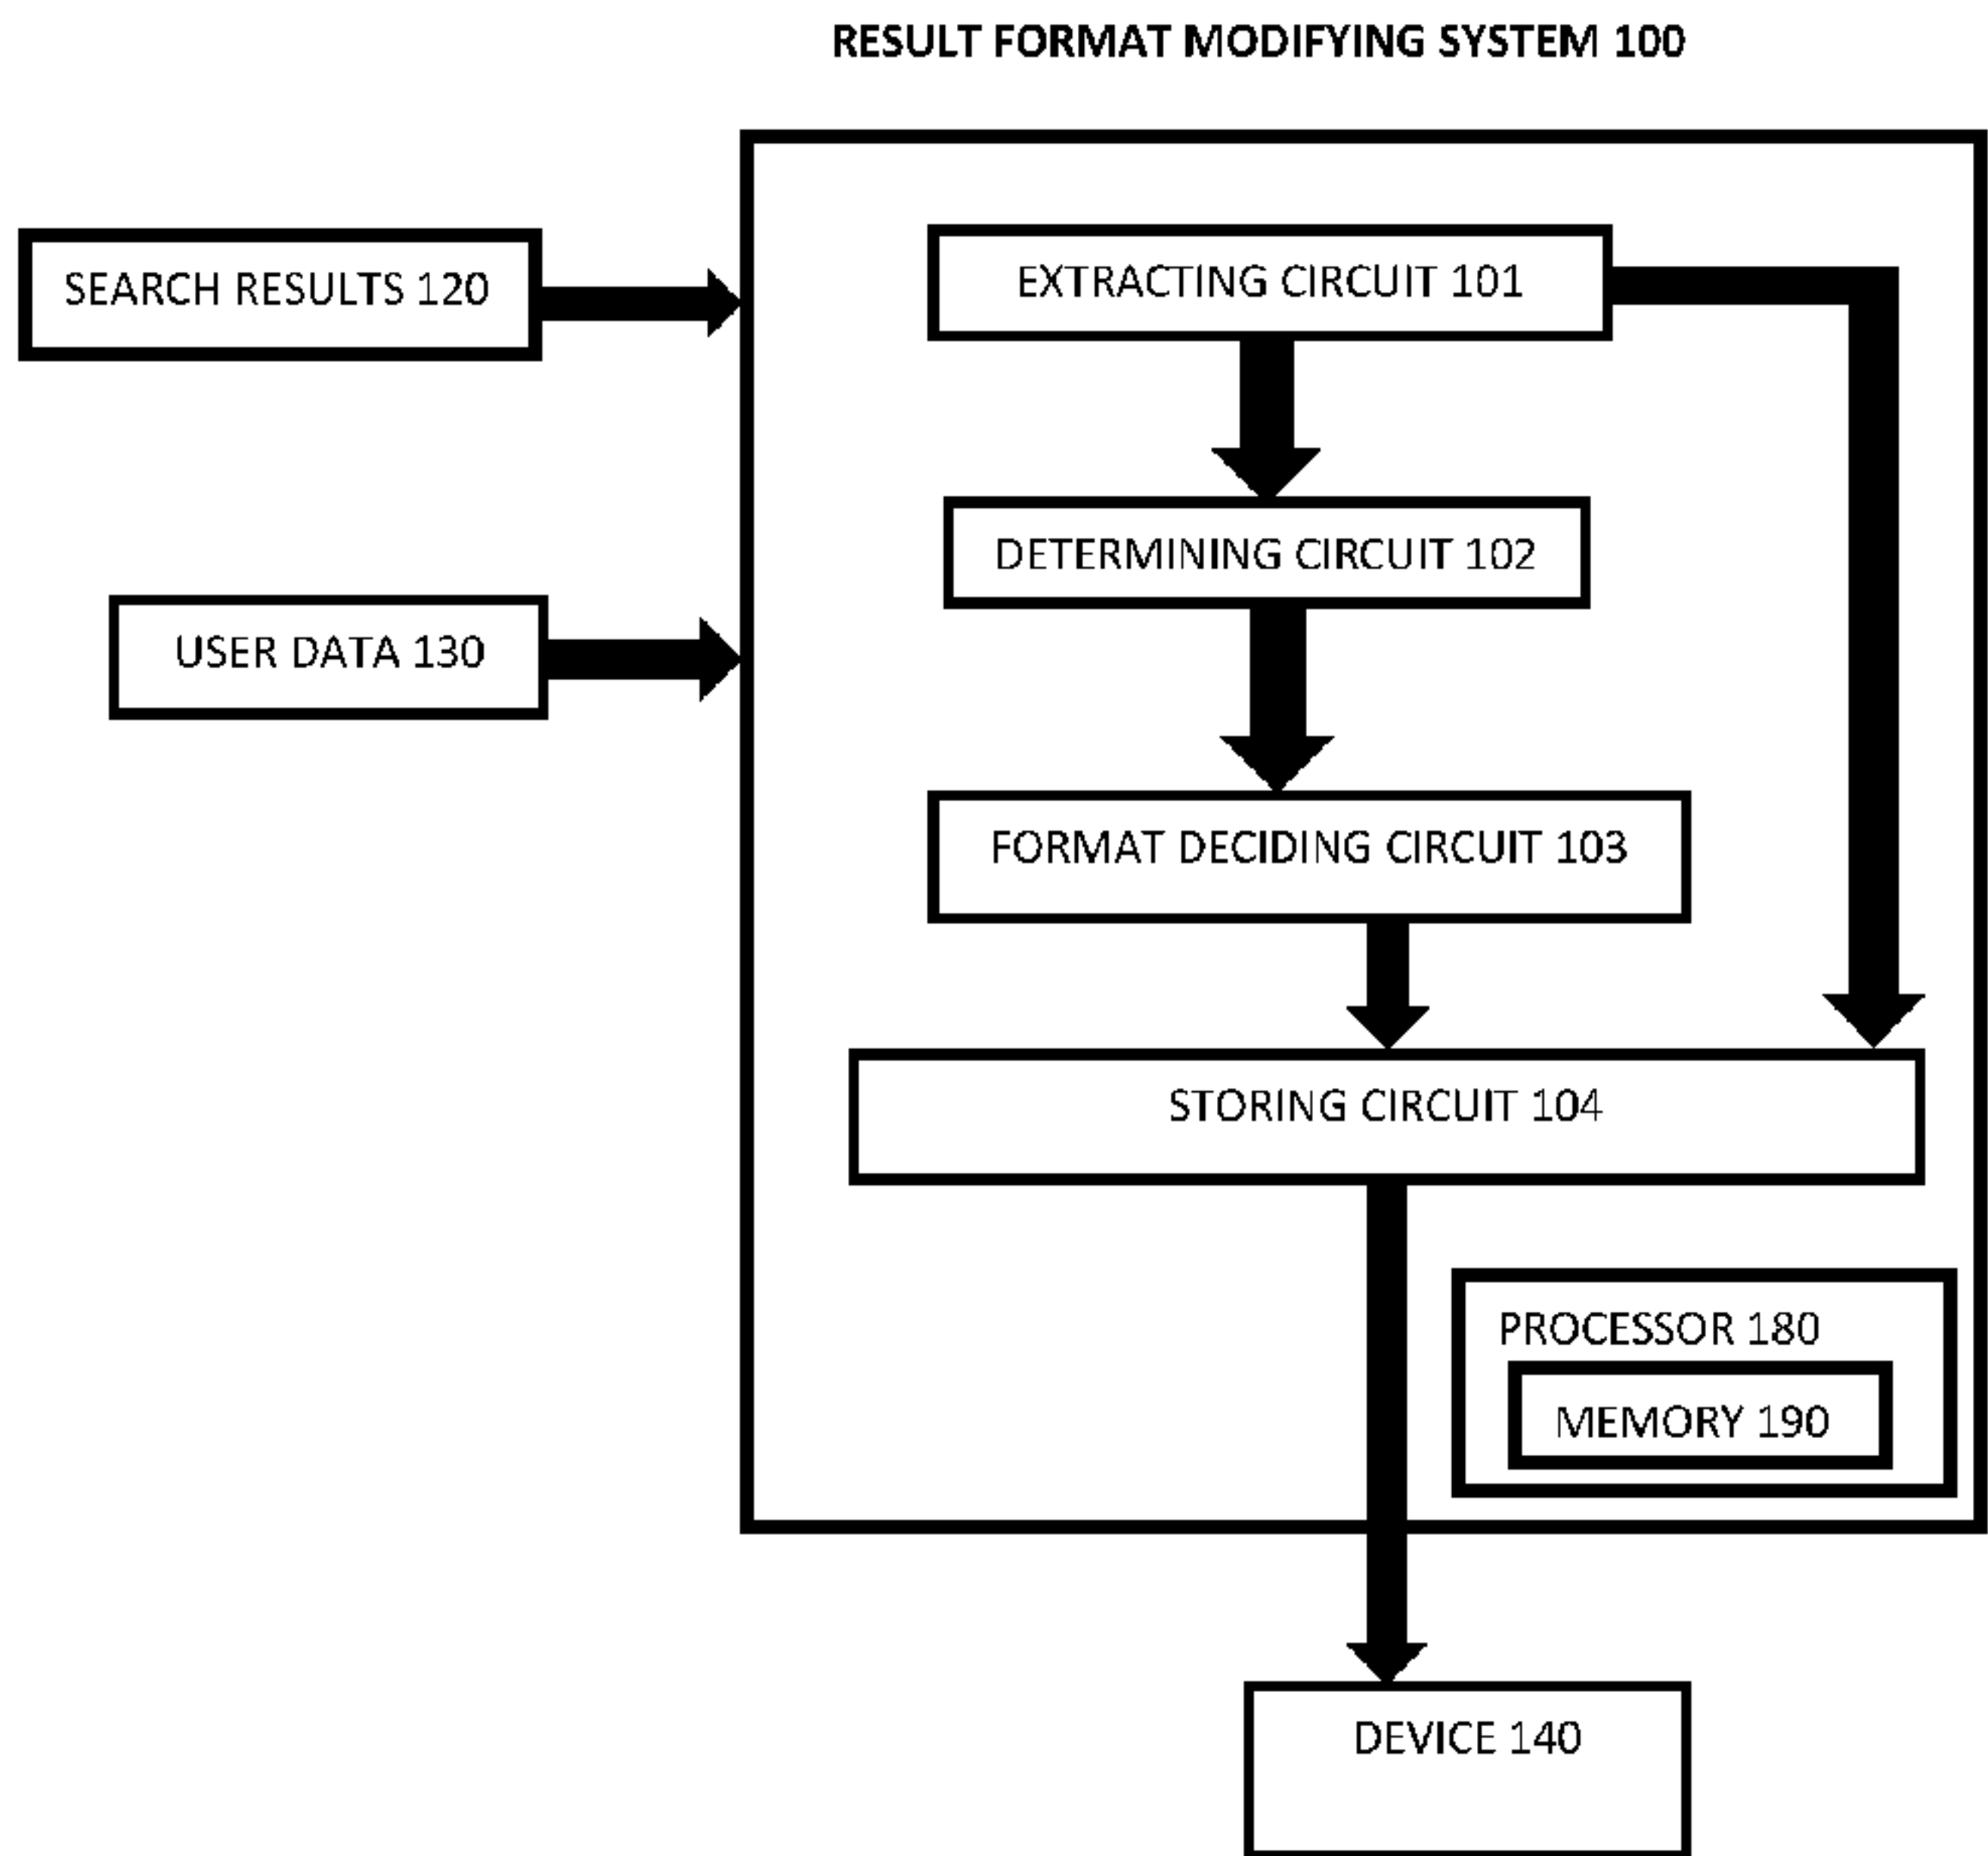 RESULT FORMAT MODIFYING SYSTEM 100
SEARCH RESULTS 120
EXTRACTING CIRCUIT 101
DETERMINING CIRCUIT 102
USER DATA 130
FORMAT DECIDING CIRCUIT 103
STORING CIRCUIT 104
PROCESSOR 180
MEMORY 190
DEVICE 140